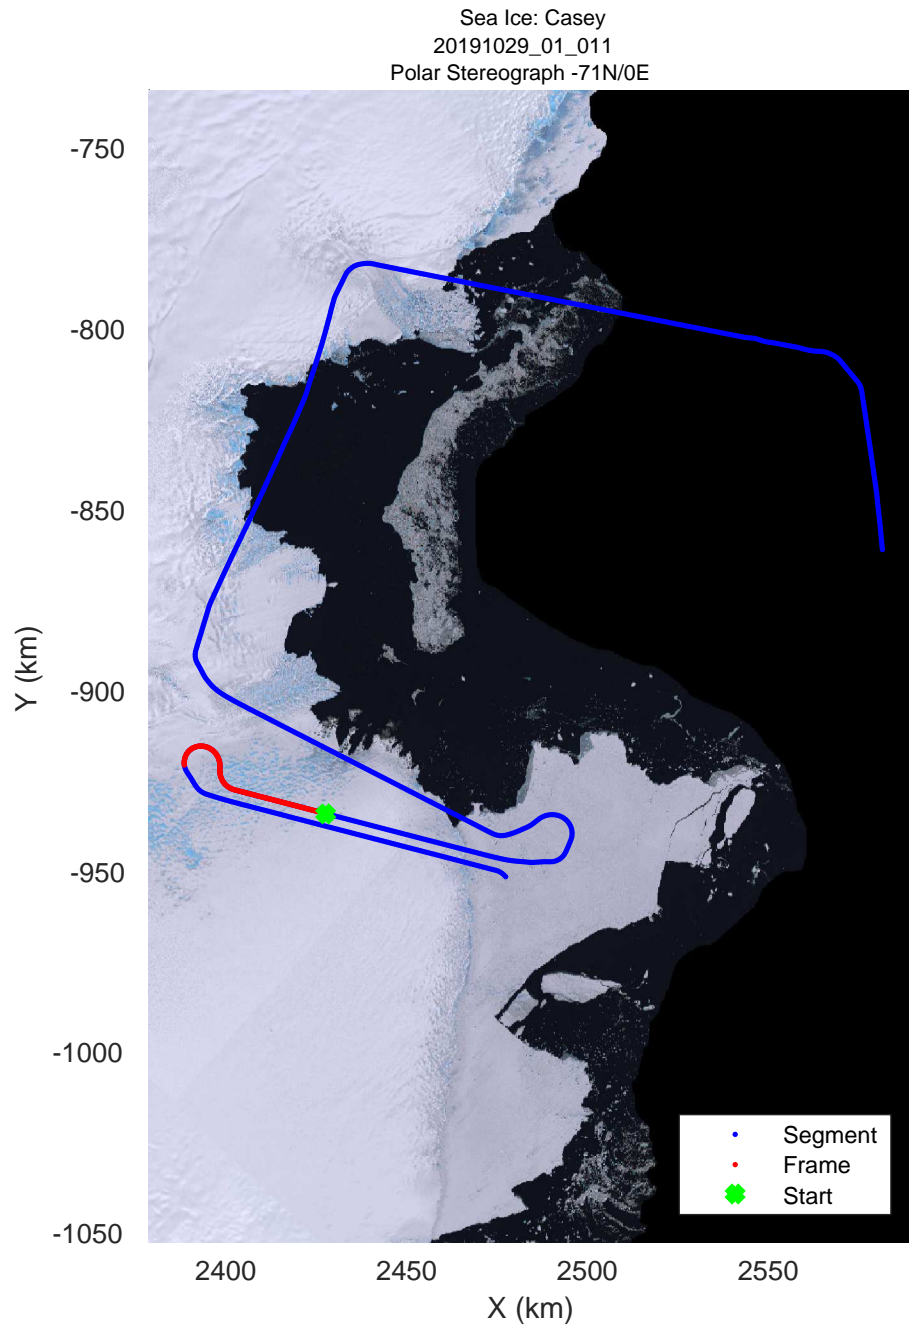 Sea Ice: Casey
20191029_01_011
Polar Stereograph -71N/0E
-750
-800
-850
-900
-950
-1000
-1050
Y (km)
2400
2450
2500
2550
X (km)
Segment
Frame
Start